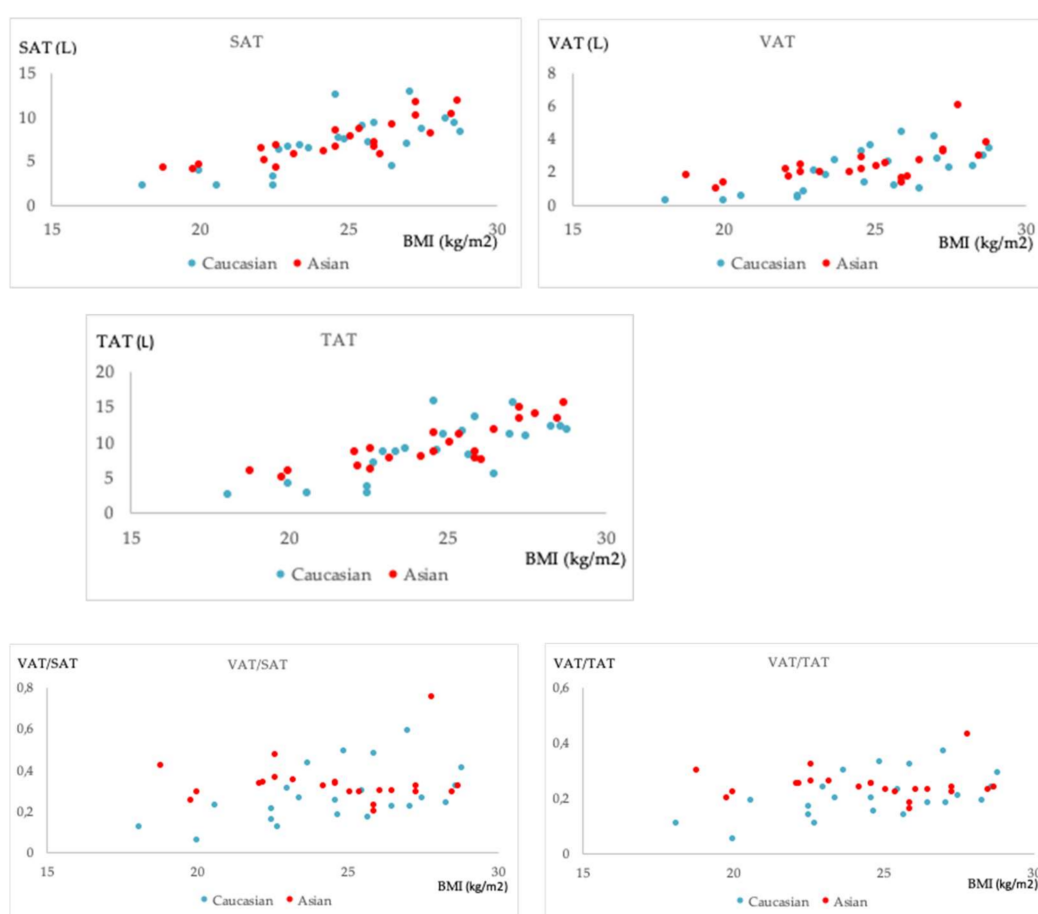 SAT (L) SAT
15
10
5
0
15 20 25 30
BMI (kg/m2)
Caucasian Asian
VAT (L) VAT
8
6
4
2
0
15 20 25 30
BMI (kg/m2)
Caucasian Asian
TAT (L) TAT
20
15
10
5
0
15 20 25 30
BMI (kg/m2)
Caucasian Asian
VAT/SAT VAT/SAT
0,8
0,6
0,4
0,2
0
15 20 25 30
BMI (kg/m2)
Caucasian Asian
VAT/TAT VAT/TAT
0,6
0,4
0,2
0
15 20 25 30
BMI (kg/m2)
Caucasian Asian